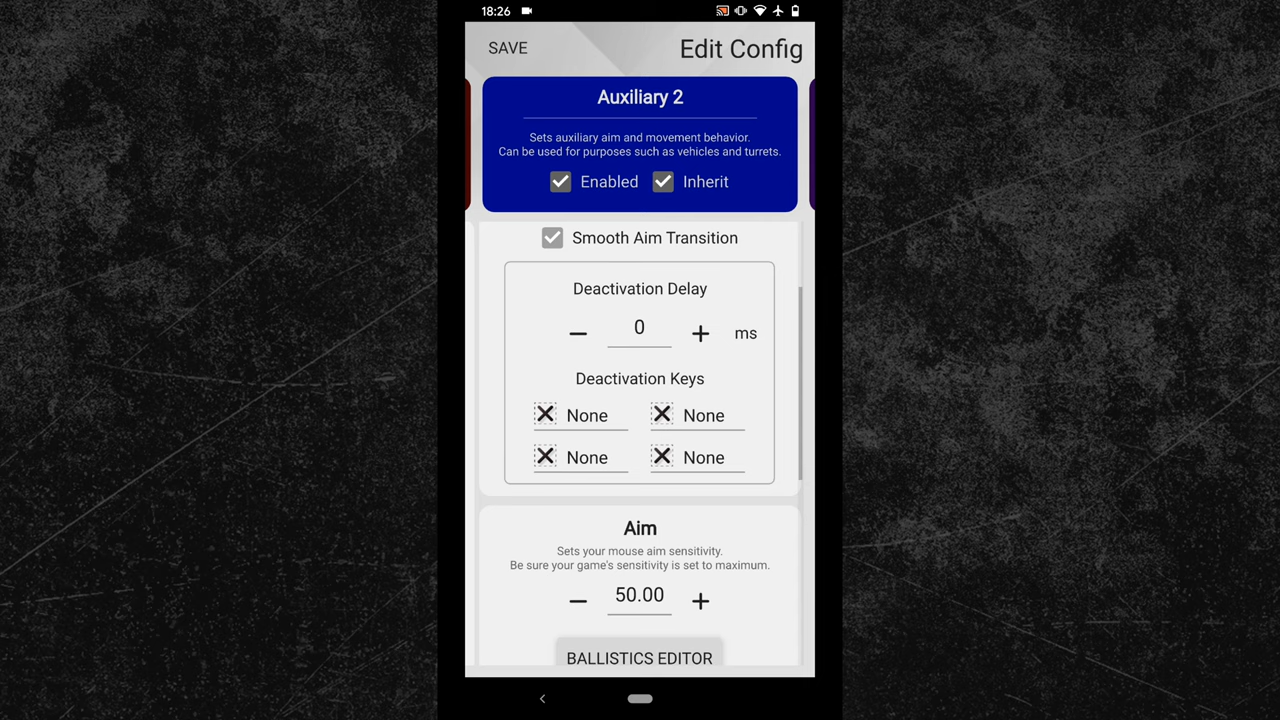 18:26
SAVE
Edit Config
Auxiliary 2
Sets auxiliary aim and movement behavior.
Can be used for purposes such as vehicles and turrets.
Enabled
Inherit
Smooth Aim Transition
Deactivation Delay
0
ms
Deactivation Keys
None
None
None
None
Aim
Sets your mouse aim sensitivity.
Be sure your game's sensitivity is set to maximum.
50.00
BALLISTICS EDITOR